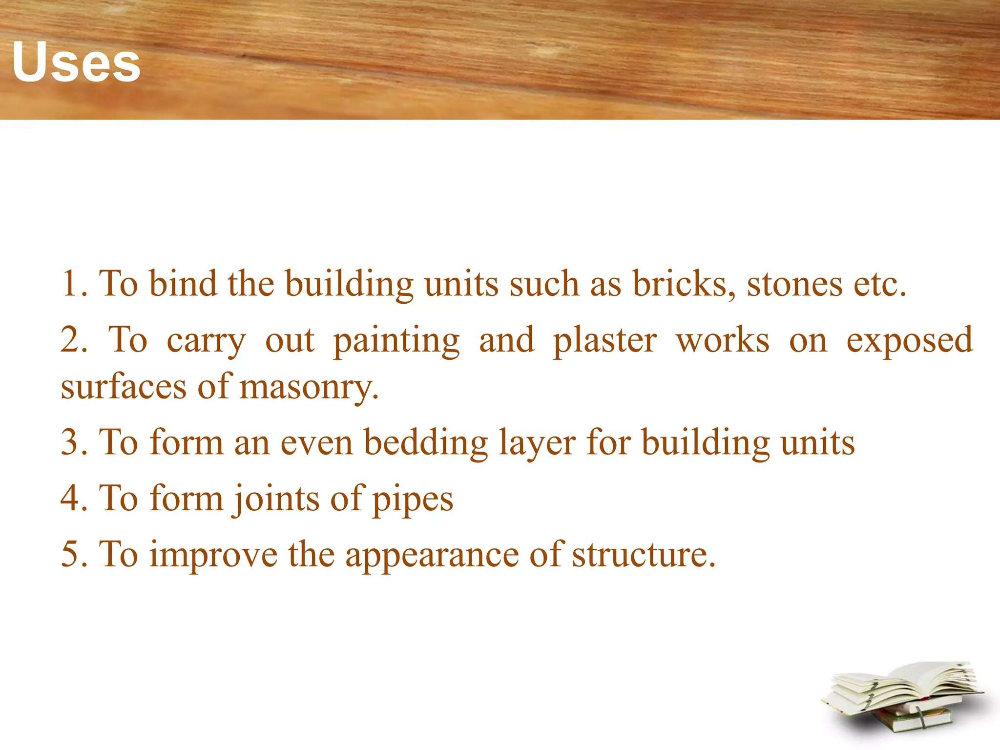 Uses
1. To bind the building units such as bricks, stones etc.
2. To carry out painting and plaster works on exposed
surfaces of masonry.
3. To form an even bedding layer for building units
4. To form joints of pipes
5. To improve the appearance of structure.